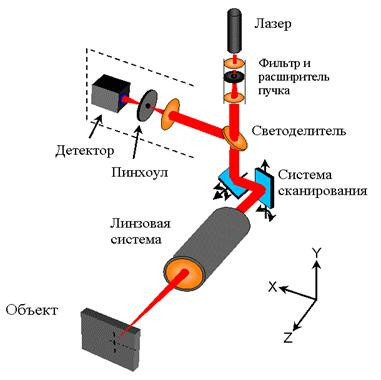 Лазер
Фильтр и
расширитель
пучка
Светоделитель
Детектор
Пинхоул
Система
сканирования
Линзовая
система
Объект
Y
X
Z